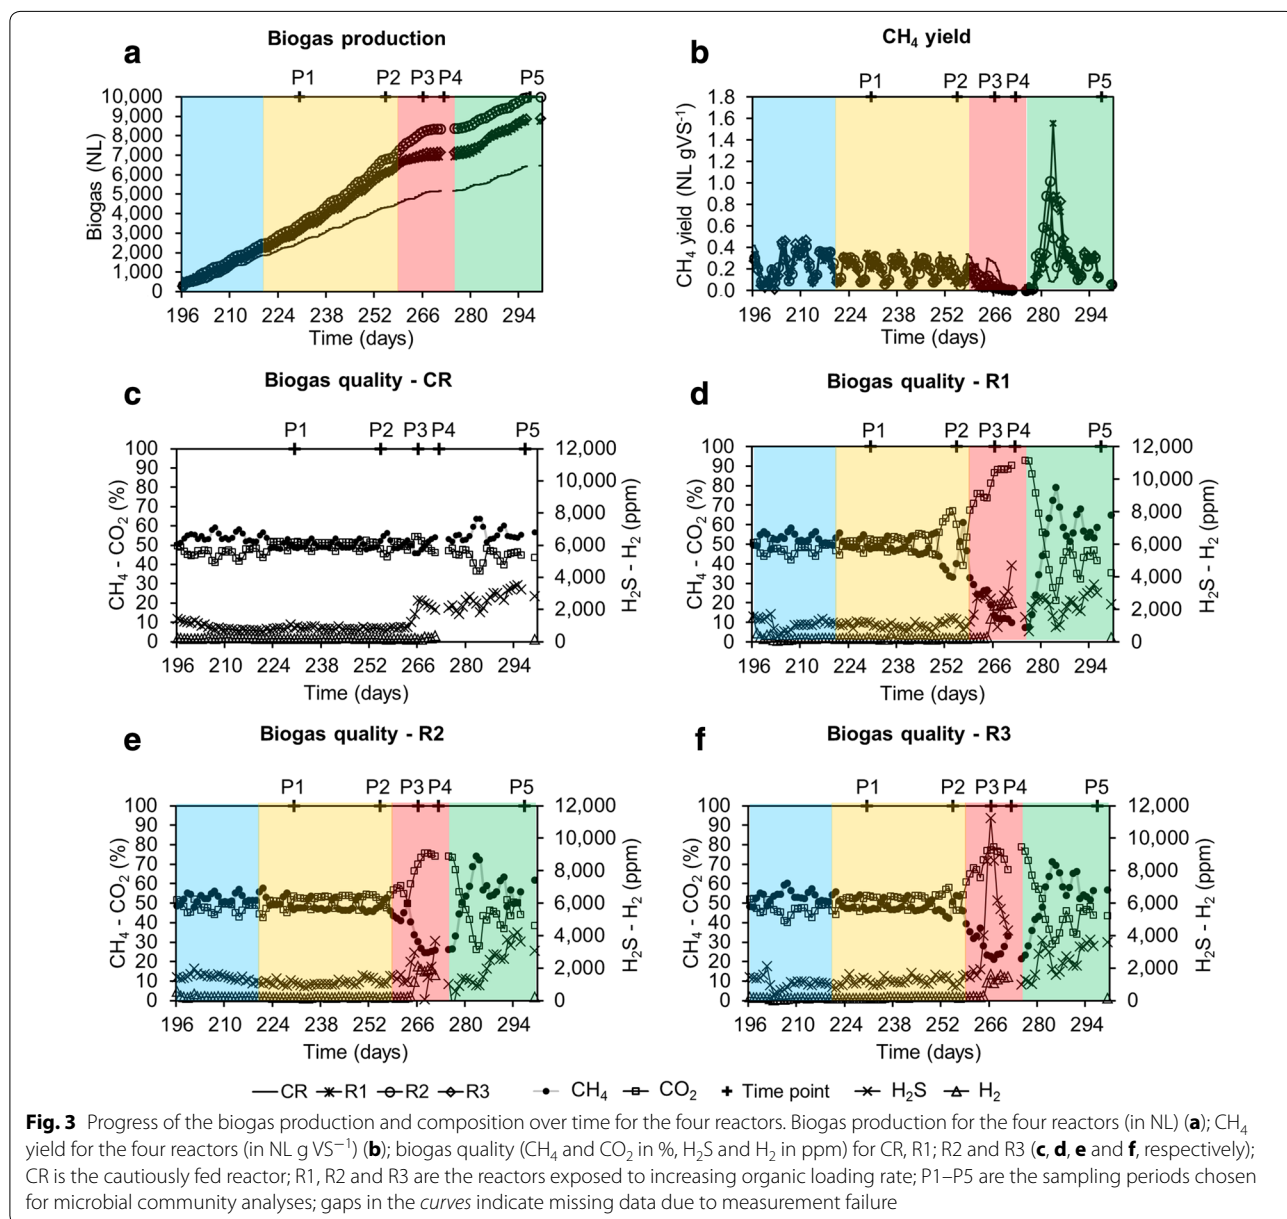 a
Biogas production
P1 P2 P3 P4 P5
10,000
9,000
8,000
7,000
6,000
5,000
4,000
3,000
2,000
1,000
0
Biogas (NL)
196 210 224 238 252 266 280 294
Time (days)
b
CH4 yield
P1 P2 P3 P4 P5
1.8
1.6
1.4
1.2
1.0
0.8
0.6
0.4
0.2
0.0
CH4 yield (NL gVS-1)
196 210 224 238 252 266 280 294
Time (days)
c
Biogas quality - CR
P1 P2 P3 P4 P5
100
90
80
70
60
50
40
30
20
10
0
CH4 - CO2 (%)
12,000
10,000
8,000
6,000
4,000
2,000
0
H2S - H2 (ppm)
196 210 224 238 252 266 280 294
Time (days)
d
Biogas quality - R1
P1 P2 P3 P4 P5
100
90
80
70
60
50
40
30
20
10
0
CH4 - CO2 (%)
12,000
10,000
8,000
6,000
4,000
2,000
0
H2S - H2 (ppm)
196 210 224 238 252 266 280 294
Time (days)
e
Biogas quality - R2
P1 P2 P3 P4 P5
100
90
80
70
60
50
40
30
20
10
0
CH4 - CO2 (%)
12,000
10,000
8,000
6,000
4,000
2,000
0
H2S - H2 (ppm)
196 210 224 238 252 266 280 294
Time (days)
f
Biogas quality - R3
P1 P2 P3 P4 P5
100
90
80
70
60
50
40
30
20
10
0
CH4 - CO2 (%)
12,000
10,000
8,000
6,000
4,000
2,000
0
H2S - H2 (ppm)
196 210 224 238 252 266 280 294
Time (days)
CR R1 R2 R3 CH4 CO2 Time point H2S H2
Fig. 3 Progress of the biogas production and composition over time for the four reactors. Biogas production for the four reactors (in NL) (a); CH4
yield for the four reactors (in NL g VS−1) (b); biogas quality (CH4 and CO2 in %, H2S and H2 in ppm) for CR, R1; R2 and R3 (c, d, e and f, respectively);
CR is the cautiously fed reactor; R1, R2 and R3 are the reactors exposed to increasing organic loading rate; P1–P5 are the sampling periods chosen
for microbial community analyses; gaps in the curves indicate missing data due to measurement failure